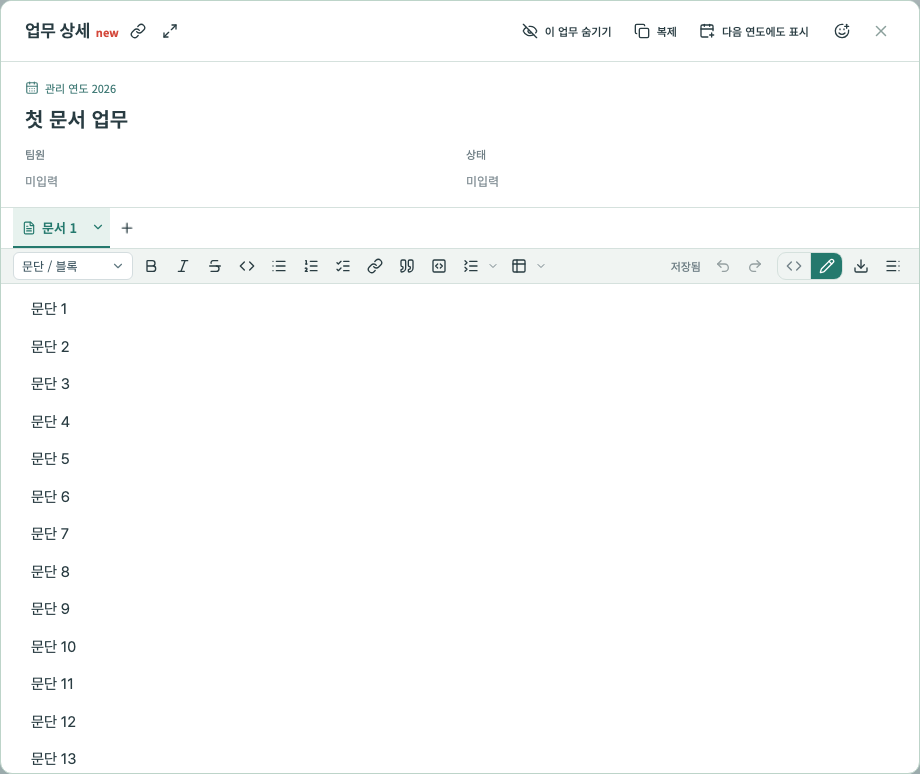 업무 상세 new 이 업무 숨기기 복제 다음 연도에도 표시
관리 연도 2026
첫 문서 업무
팀원 상태
미입력 미입력
문서 1
문단 / 블록 저장됨
문단 1
문단 2
문단 3
문단 4
문단 5
문단 6
문단 7
문단 8
문단 9
문단 10
문단 11
문단 12
문단 13